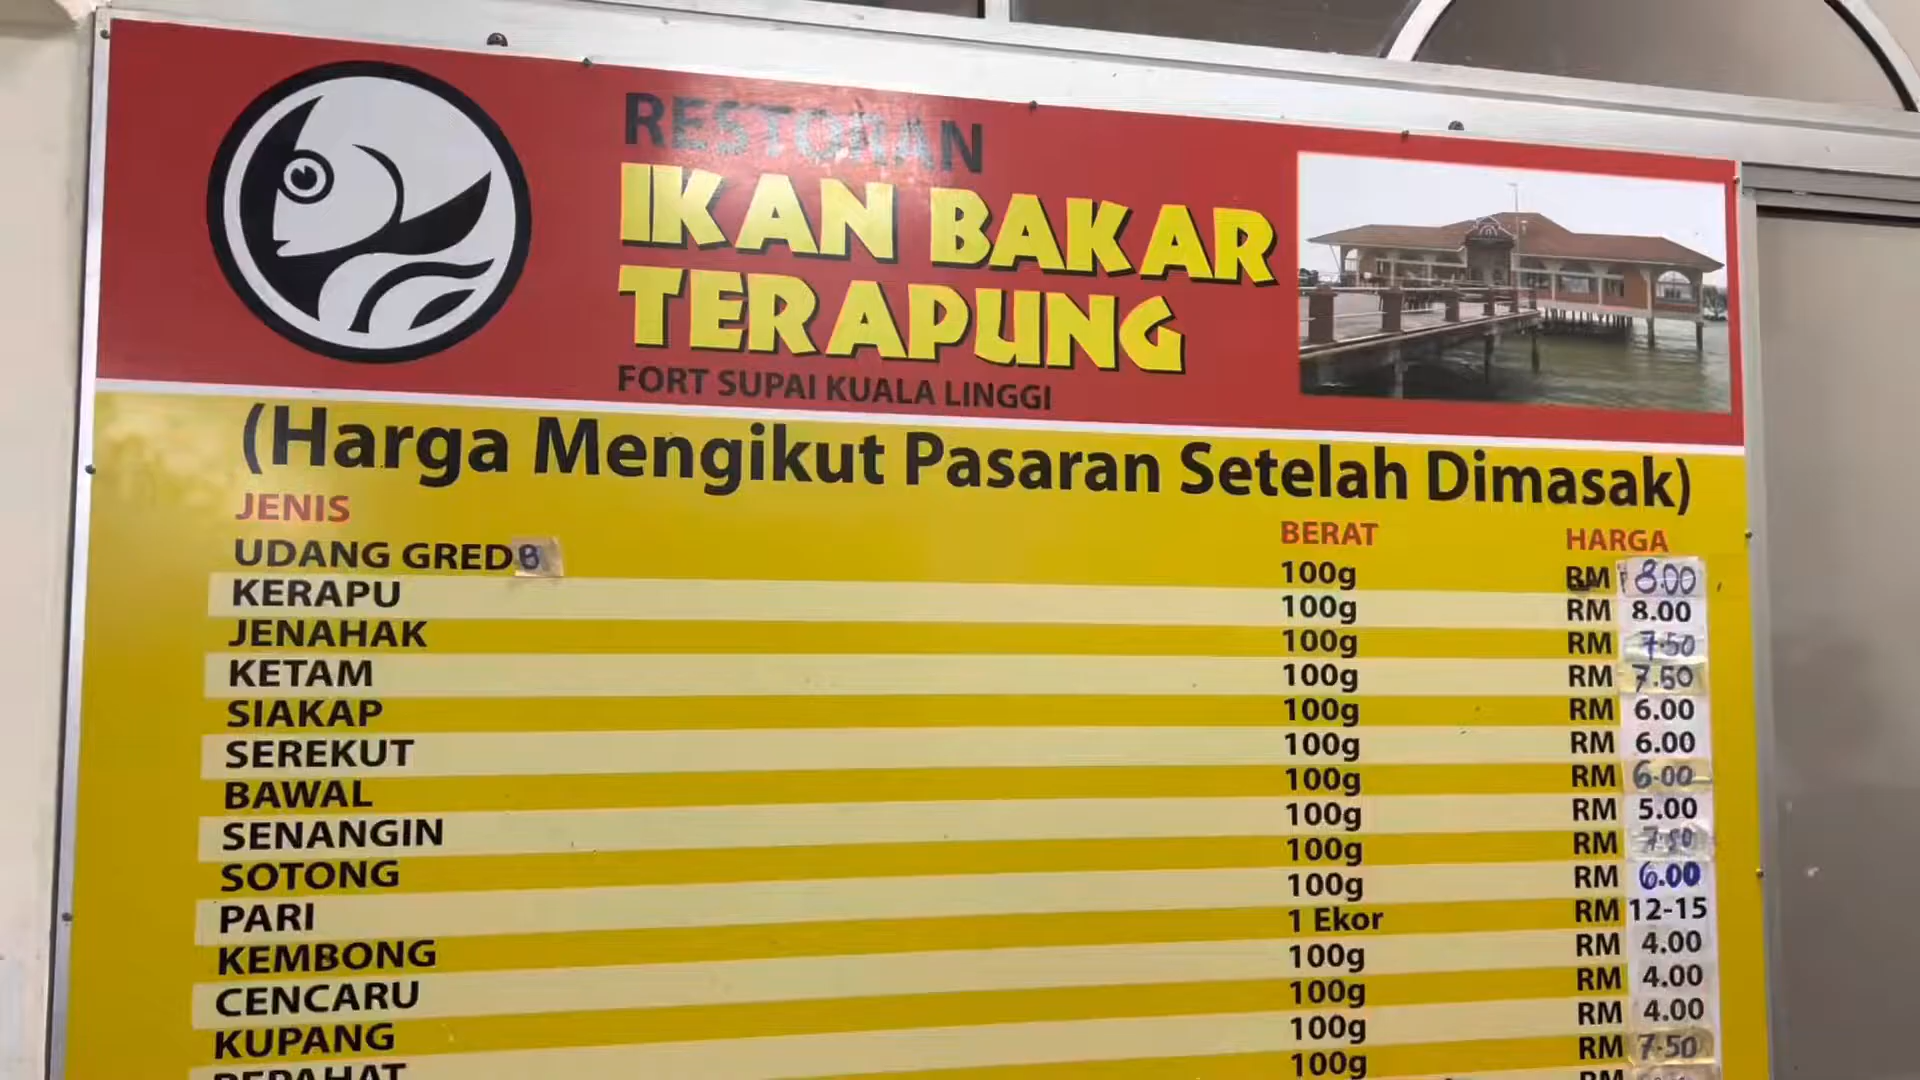 RESTORAN
IKAN BAKAR
TERAPUNG
FORT SUPAI KUALA LINGGI
(Harga Mengikut Pasaran Setelah Dimasak)
JENIS BERAT HARGA
UDANG GRED B 100g RM 8.00
KERAPU 100g RM 8.00
JENAHAK 100g RM 7.50
KETAM 100g RM 7.50
SIAKAP 100g RM 6.00
SEREKUT 100g RM 6.00
BAWAL 100g RM 6.00
SENANGIN 100g RM 5.00
SOTONG 100g RM 7.50
PARI 100g RM 6.00
KEMBONG 1 Ekor RM 12-15
CENCARU 100g RM 4.00
KUPANG 100g RM 4.00
100g RM 4.00
100g RM 7.50
RM